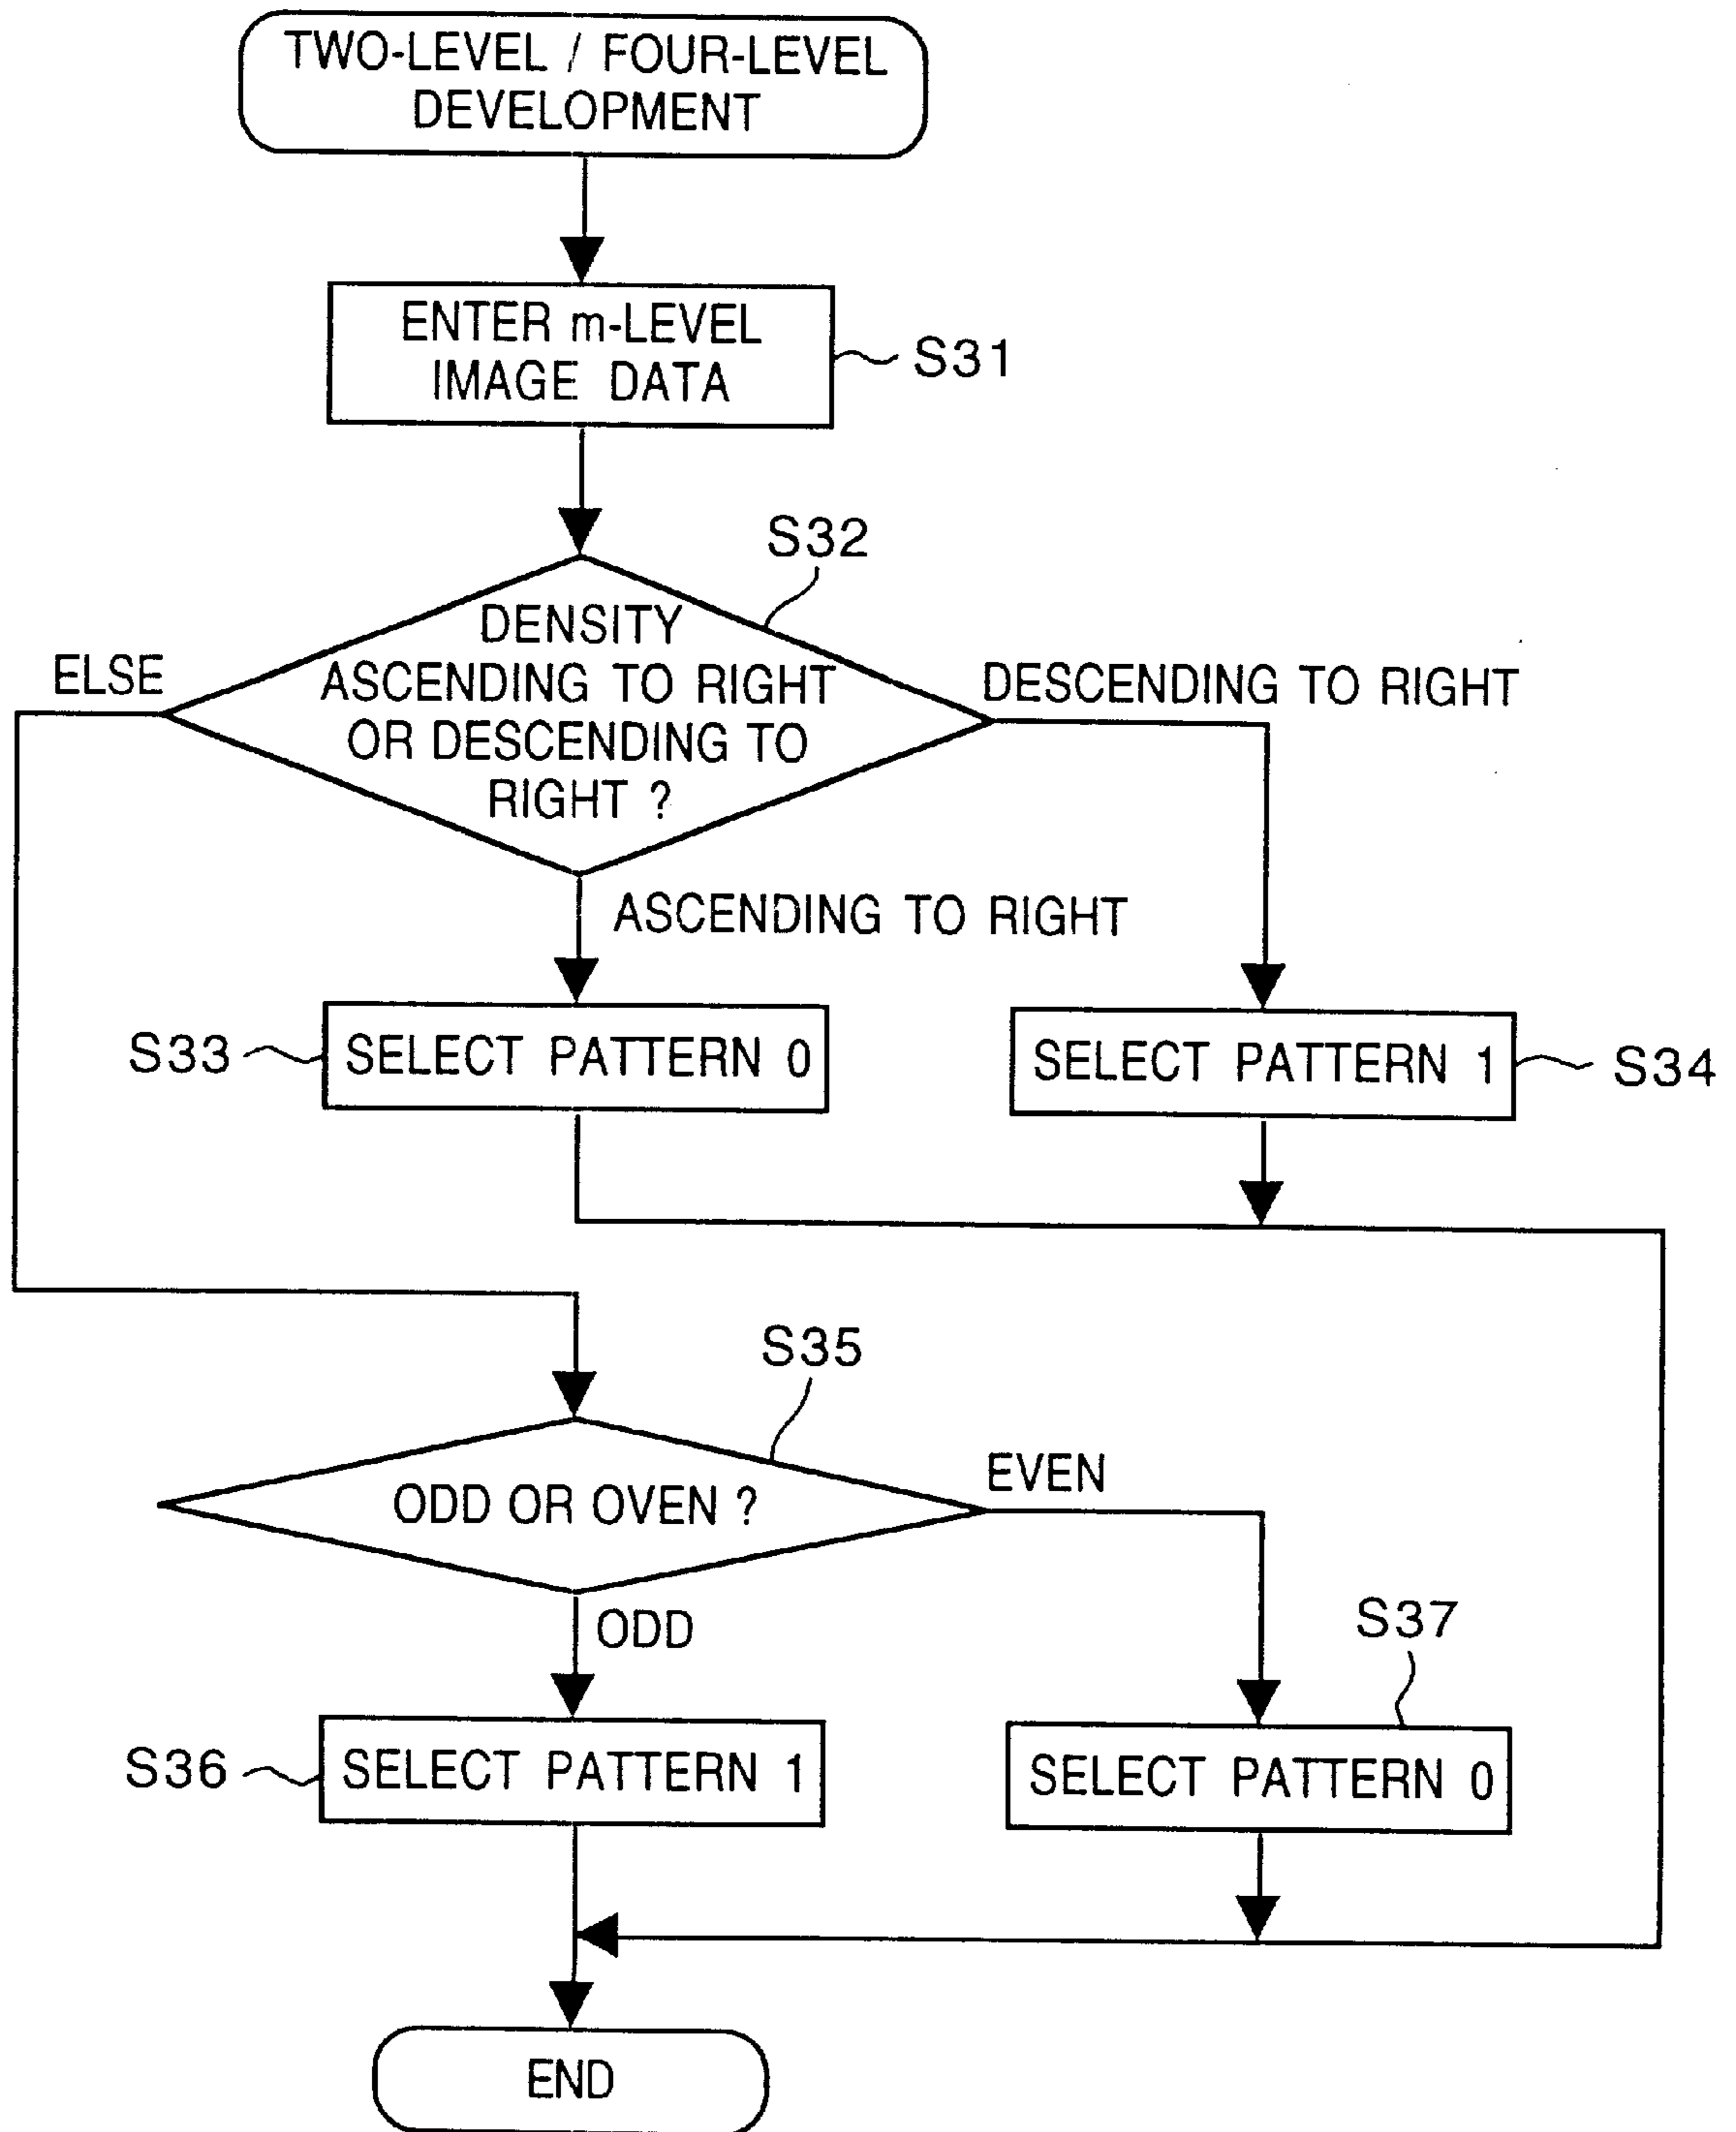 TWO-LEVEL / FOUR-LEVEL
DEVELOPMENT
ENTER m-LEVEL
IMAGE DATA
S31
S32
DENSITY
ASCENDING TO RIGHT
OR DESCENDING TO
RIGHT ?
ELSE
DESCENDING TO RIGHT
ASCENDING TO RIGHT
S33
SELECT PATTERN 0
SELECT PATTERN 1
S34
S35
ODD OR OVEN ?
EVEN
ODD
S37
S36
SELECT PATTERN 1
SELECT PATTERN 0
END